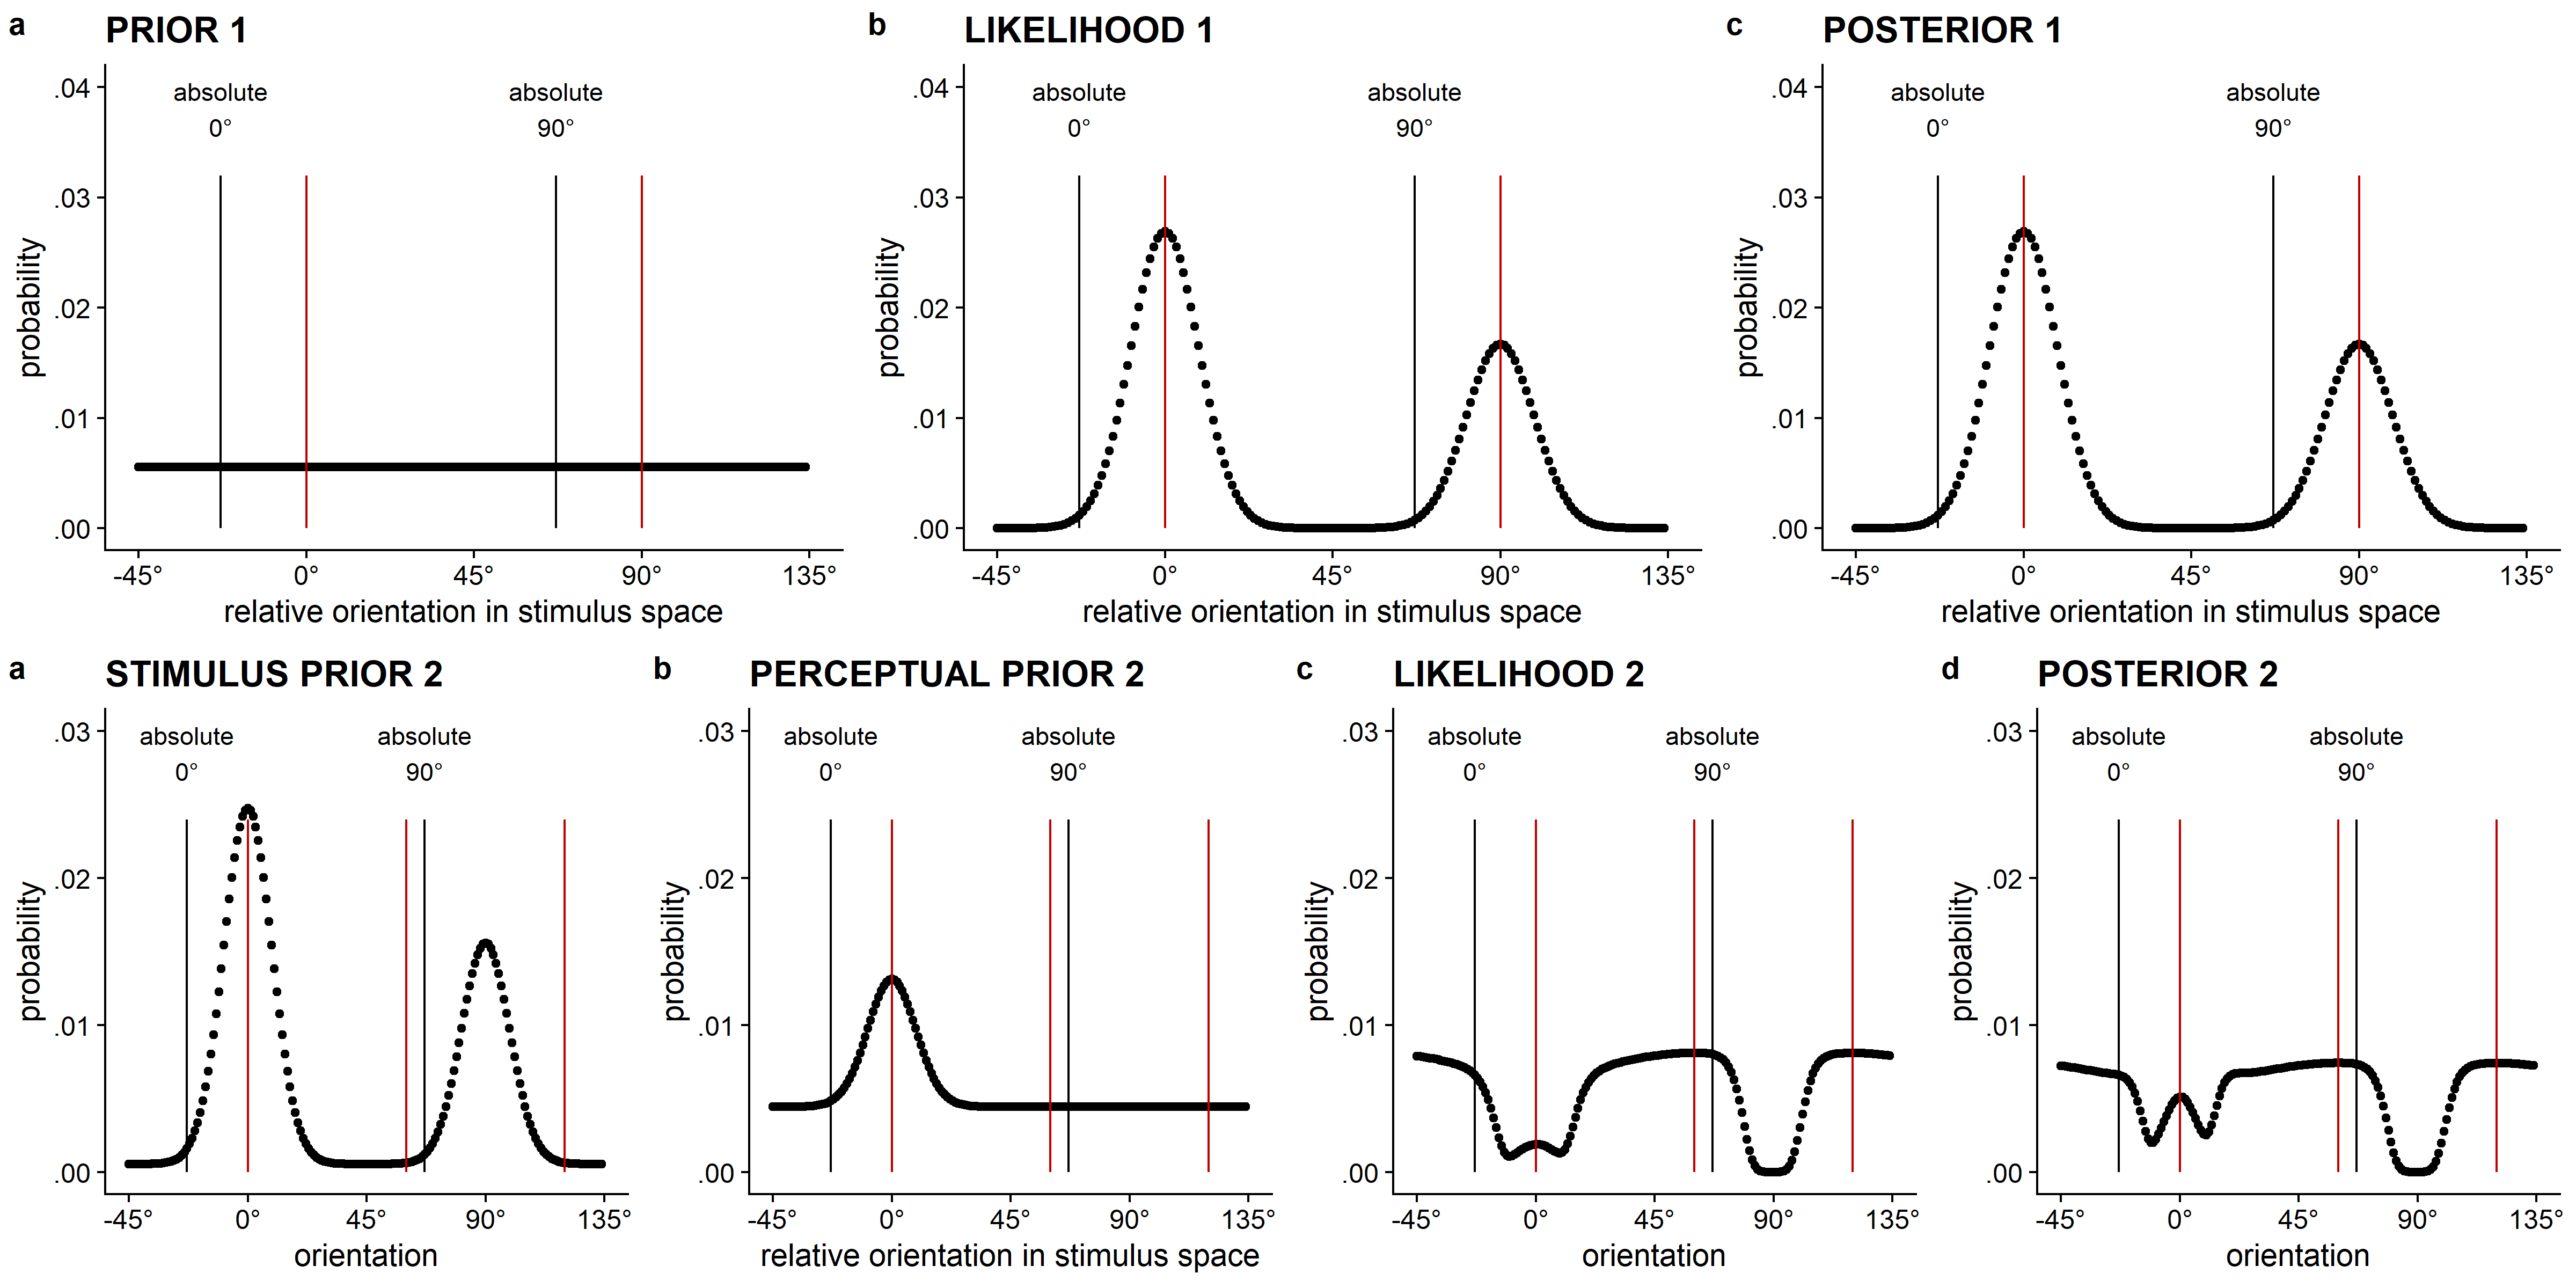 a PRIOR 1
.04
.03
.02
.01
.00
absolute
0°
absolute
90°
probability
-45° 0° 45° 90° 135°
relative orientation in stimulus space
b LIKELIHOOD 1
.04
.03
.02
.01
.00
absolute
0°
absolute
90°
probability
-45° 0° 45° 90° 135°
relative orientation in stimulus space
c POSTERIOR 1
.04
.03
.02
.01
.00
absolute
0°
absolute
90°
probability
-45° 0° 45° 90° 135°
relative orientation in stimulus space
a STIMULUS PRIOR 2
.03
.02
.01
.00
absolute
0°
absolute
90°
probability
-45° 0° 45° 90° 135°
orientation
b PERCEPTUAL PRIOR 2
.03
.02
.01
.00
absolute
0°
absolute
90°
probability
-45° 0° 45° 90° 135°
relative orientation in stimulus space
c LIKELIHOOD 2
.03
.02
.01
.00
absolute
0°
absolute
90°
probability
-45° 0° 45° 90° 135°
orientation
d POSTERIOR 2
.03
.02
.01
.00
absolute
0°
absolute
90°
probability
-45° 0° 45° 90° 135°
orientation